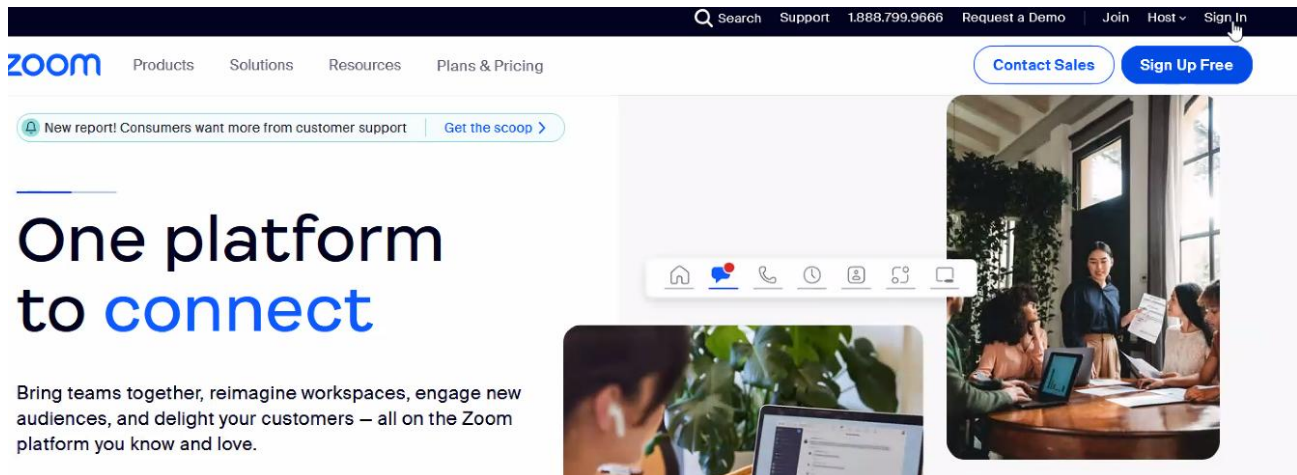 Search Support 1.888.799.9666 Request a Demo Join Host Sign In
zoom Products Solutions Resources Plans & Pricing Contact Sales Sign Up Free
New report! Consumers want more from customer support Get the scoop
One platform
to connect
Bring teams together, reimagine workspaces, engage new
audiences, and delight your customers — all on the Zoom
platform you know and love.